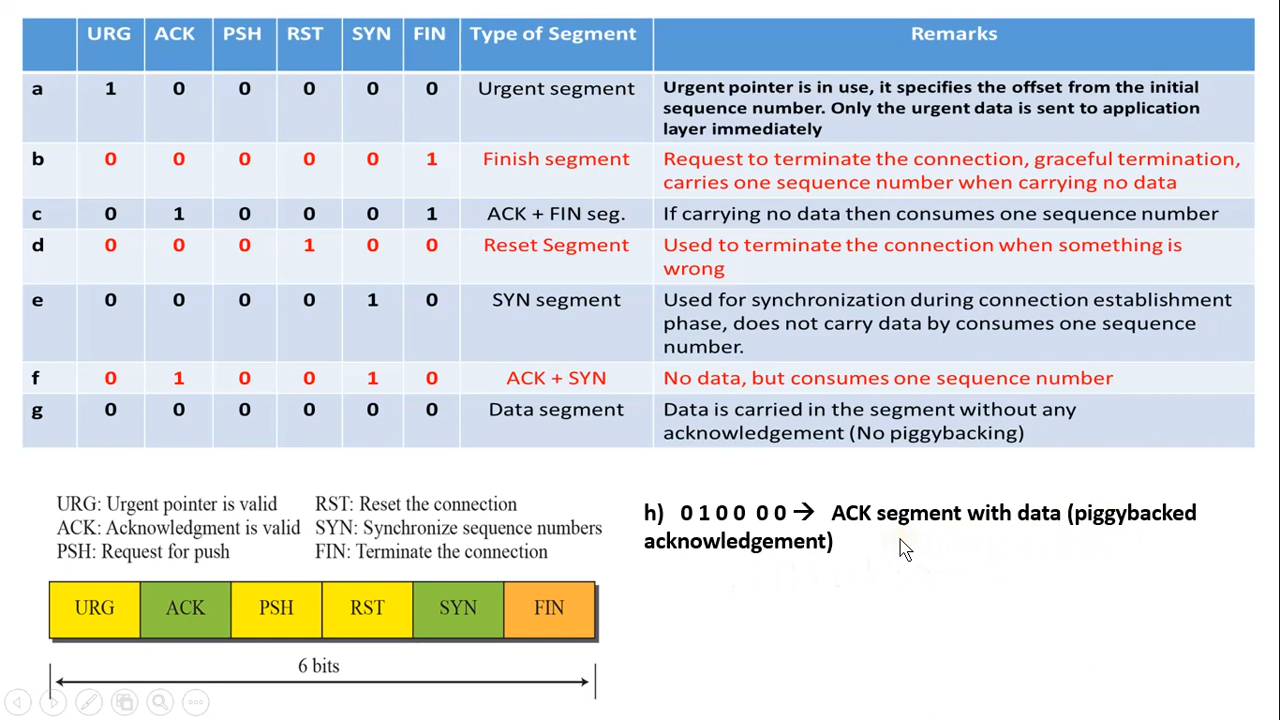 URG ACK PSH RST SYN FIN Type of Segment Remarks
a 1 0 0 0 0 0 Urgent segment Urgent pointer is in use, it specifies the offset from the initial
sequence number. Only the urgent data is sent to application
layer immediately
b 0 0 0 0 0 1 Finish segment Request to terminate the connection, graceful termination,
carries one sequence number when carrying no data
c 0 1 0 0 0 1 ACK + FIN seg. If carrying no data then consumes one sequence number
d 0 0 0 1 0 0 Reset Segment Used to terminate the connection when something is
wrong
e 0 0 0 0 1 0 SYN segment Used for synchronization during connection establishment
phase, does not carry data by consumes one sequence
number.
f 0 1 0 0 1 0 ACK + SYN No data, but consumes one sequence number
g 0 0 0 0 0 0 Data segment Data is carried in the segment without any
acknowledgement (No piggybacking)
URG: Urgent pointer is valid RST: Reset the connection
ACK: Acknowledgment is valid SYN: Synchronize sequence numbers
PSH: Request for push FIN: Terminate the connection
h) 0 1 0 0 0 0 → ACK segment with data (piggybacked
acknowledgement)
URG ACK PSH RST SYN FIN
6 bits